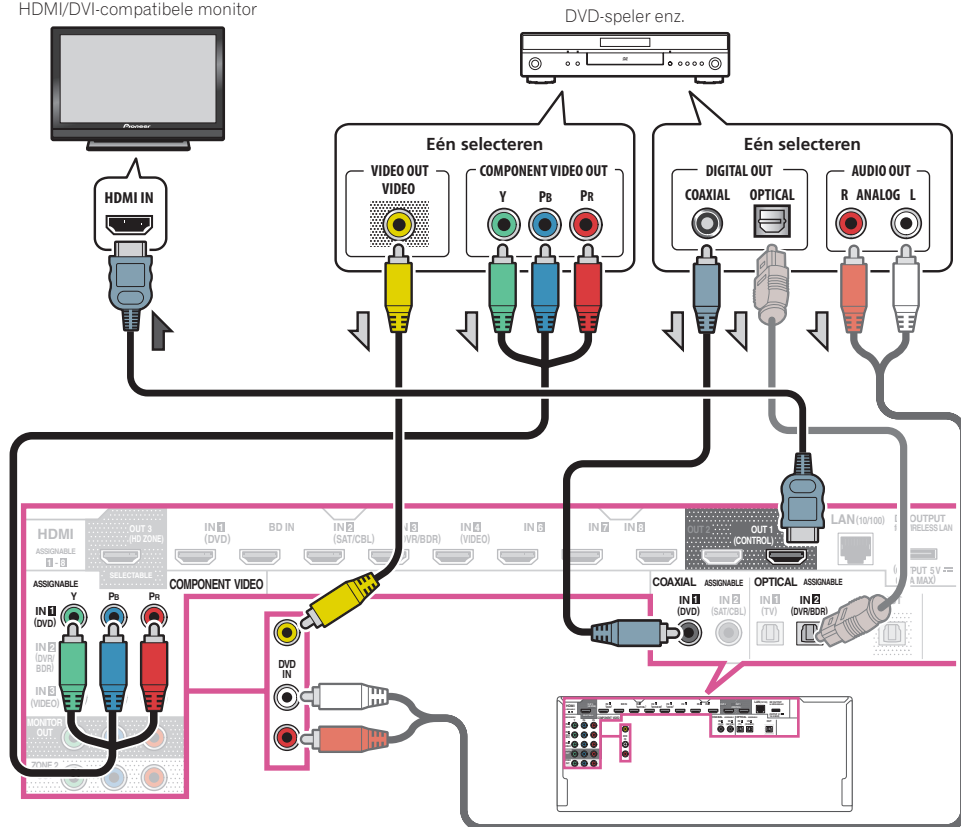 HDMI/DVI-compatibele monitor
DVD-speler enz.
Pioneer
HDMI IN
Eén selecteren
VIDEO OUT
VIDEO
COMPONENT VIDEO OUT
Y PB PR
Eén selecteren
DIGITAL OUT
COAXIAL OPTICAL
AUDIO OUT
R ANALOG L
HDMI
ASSIGNABLE
1 - 6
OUT 3
(HD ZONE)
SELECTABLE
IN 1
(DVD)
BD IN
IN 2
(SAT/CBL)
IN 3
VR/BDR)
IN 4
(VIDEO)
IN 5
IN 7
IN 8
OUT 2
OUT 1
(CONTROL)
LAN (10/100)
OUTPUT
WIRELESS LAN
PUT 5 V
A MAX)
ASSIGNABLE
COMPONENT VIDEO
Y PB PR
IN 1
(DVD)
IN 2
(DVR/
BDR)
IN 3
(VIDEO)
MONITOR
OUT
ZONE 2
DVD
IN
COAXIAL ASSIGNABLE
IN 1
(DVD)
IN 2
(SAT/CBL)
OPTICAL ASSIGNABLE
IN 1
(TV)
IN 2
(DVR/BDR)